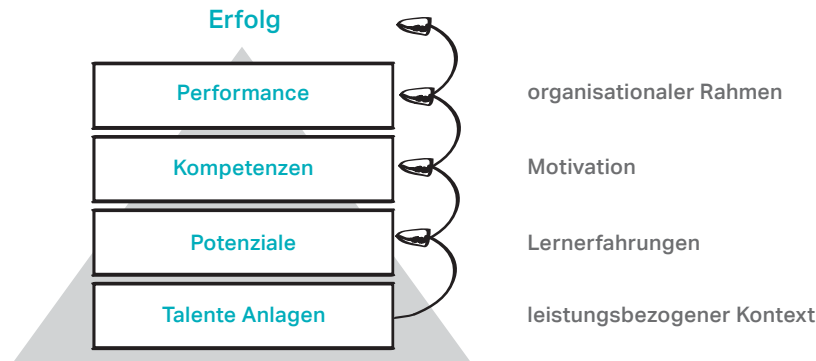 Erfolg
Performance organisationaler Rahmen
Kompetenzen Motivation
Potenziale Lernerfahrungen
Talente Anlagen leistungsbezogener Kontext